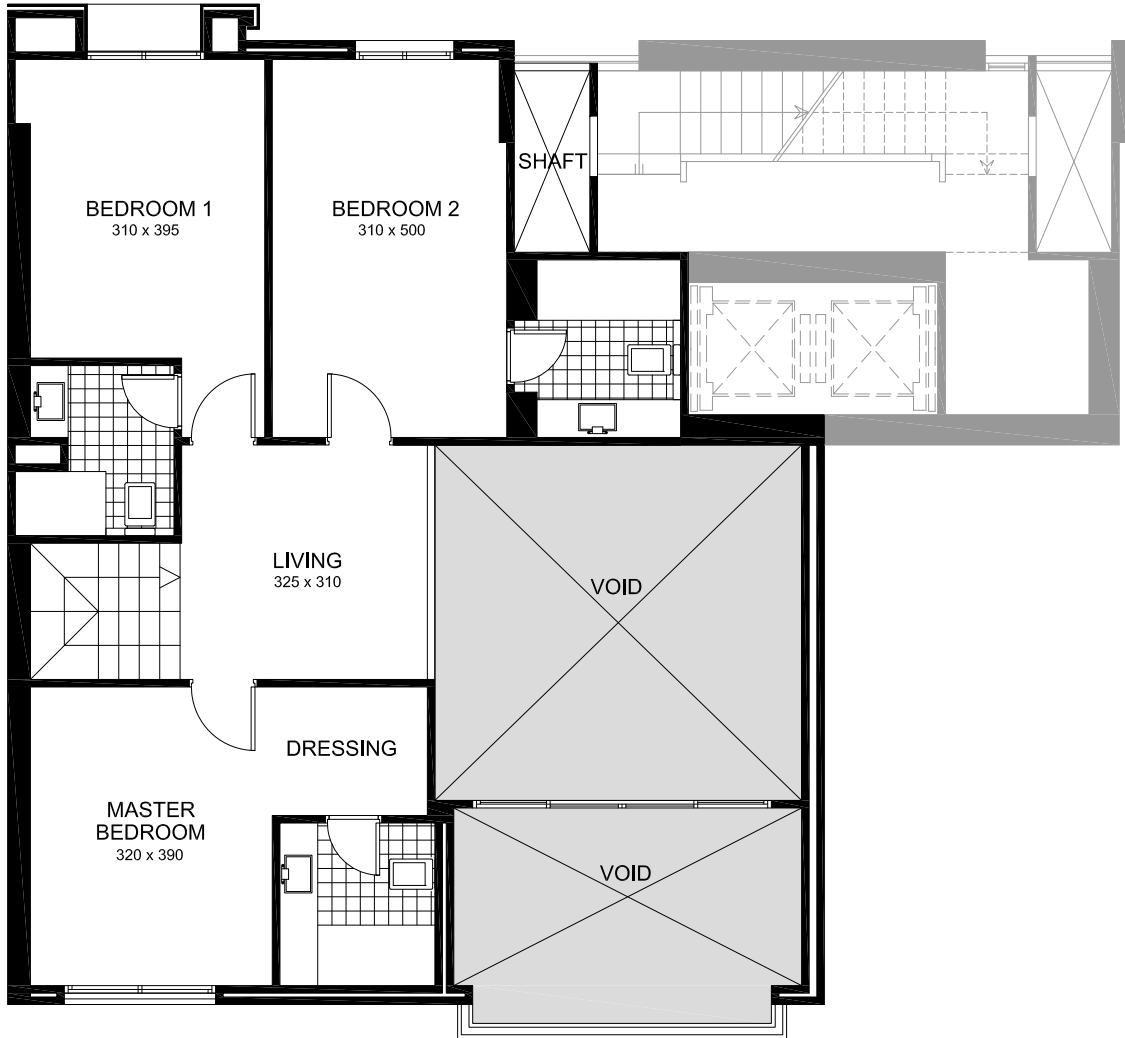 SHAFT
BEDROOM 1
310 x 395
BEDROOM 2
310 x 500
LIVING
325 x 310
VOID
DRESSING
MASTER
BEDROOM
320 x 390
VOID